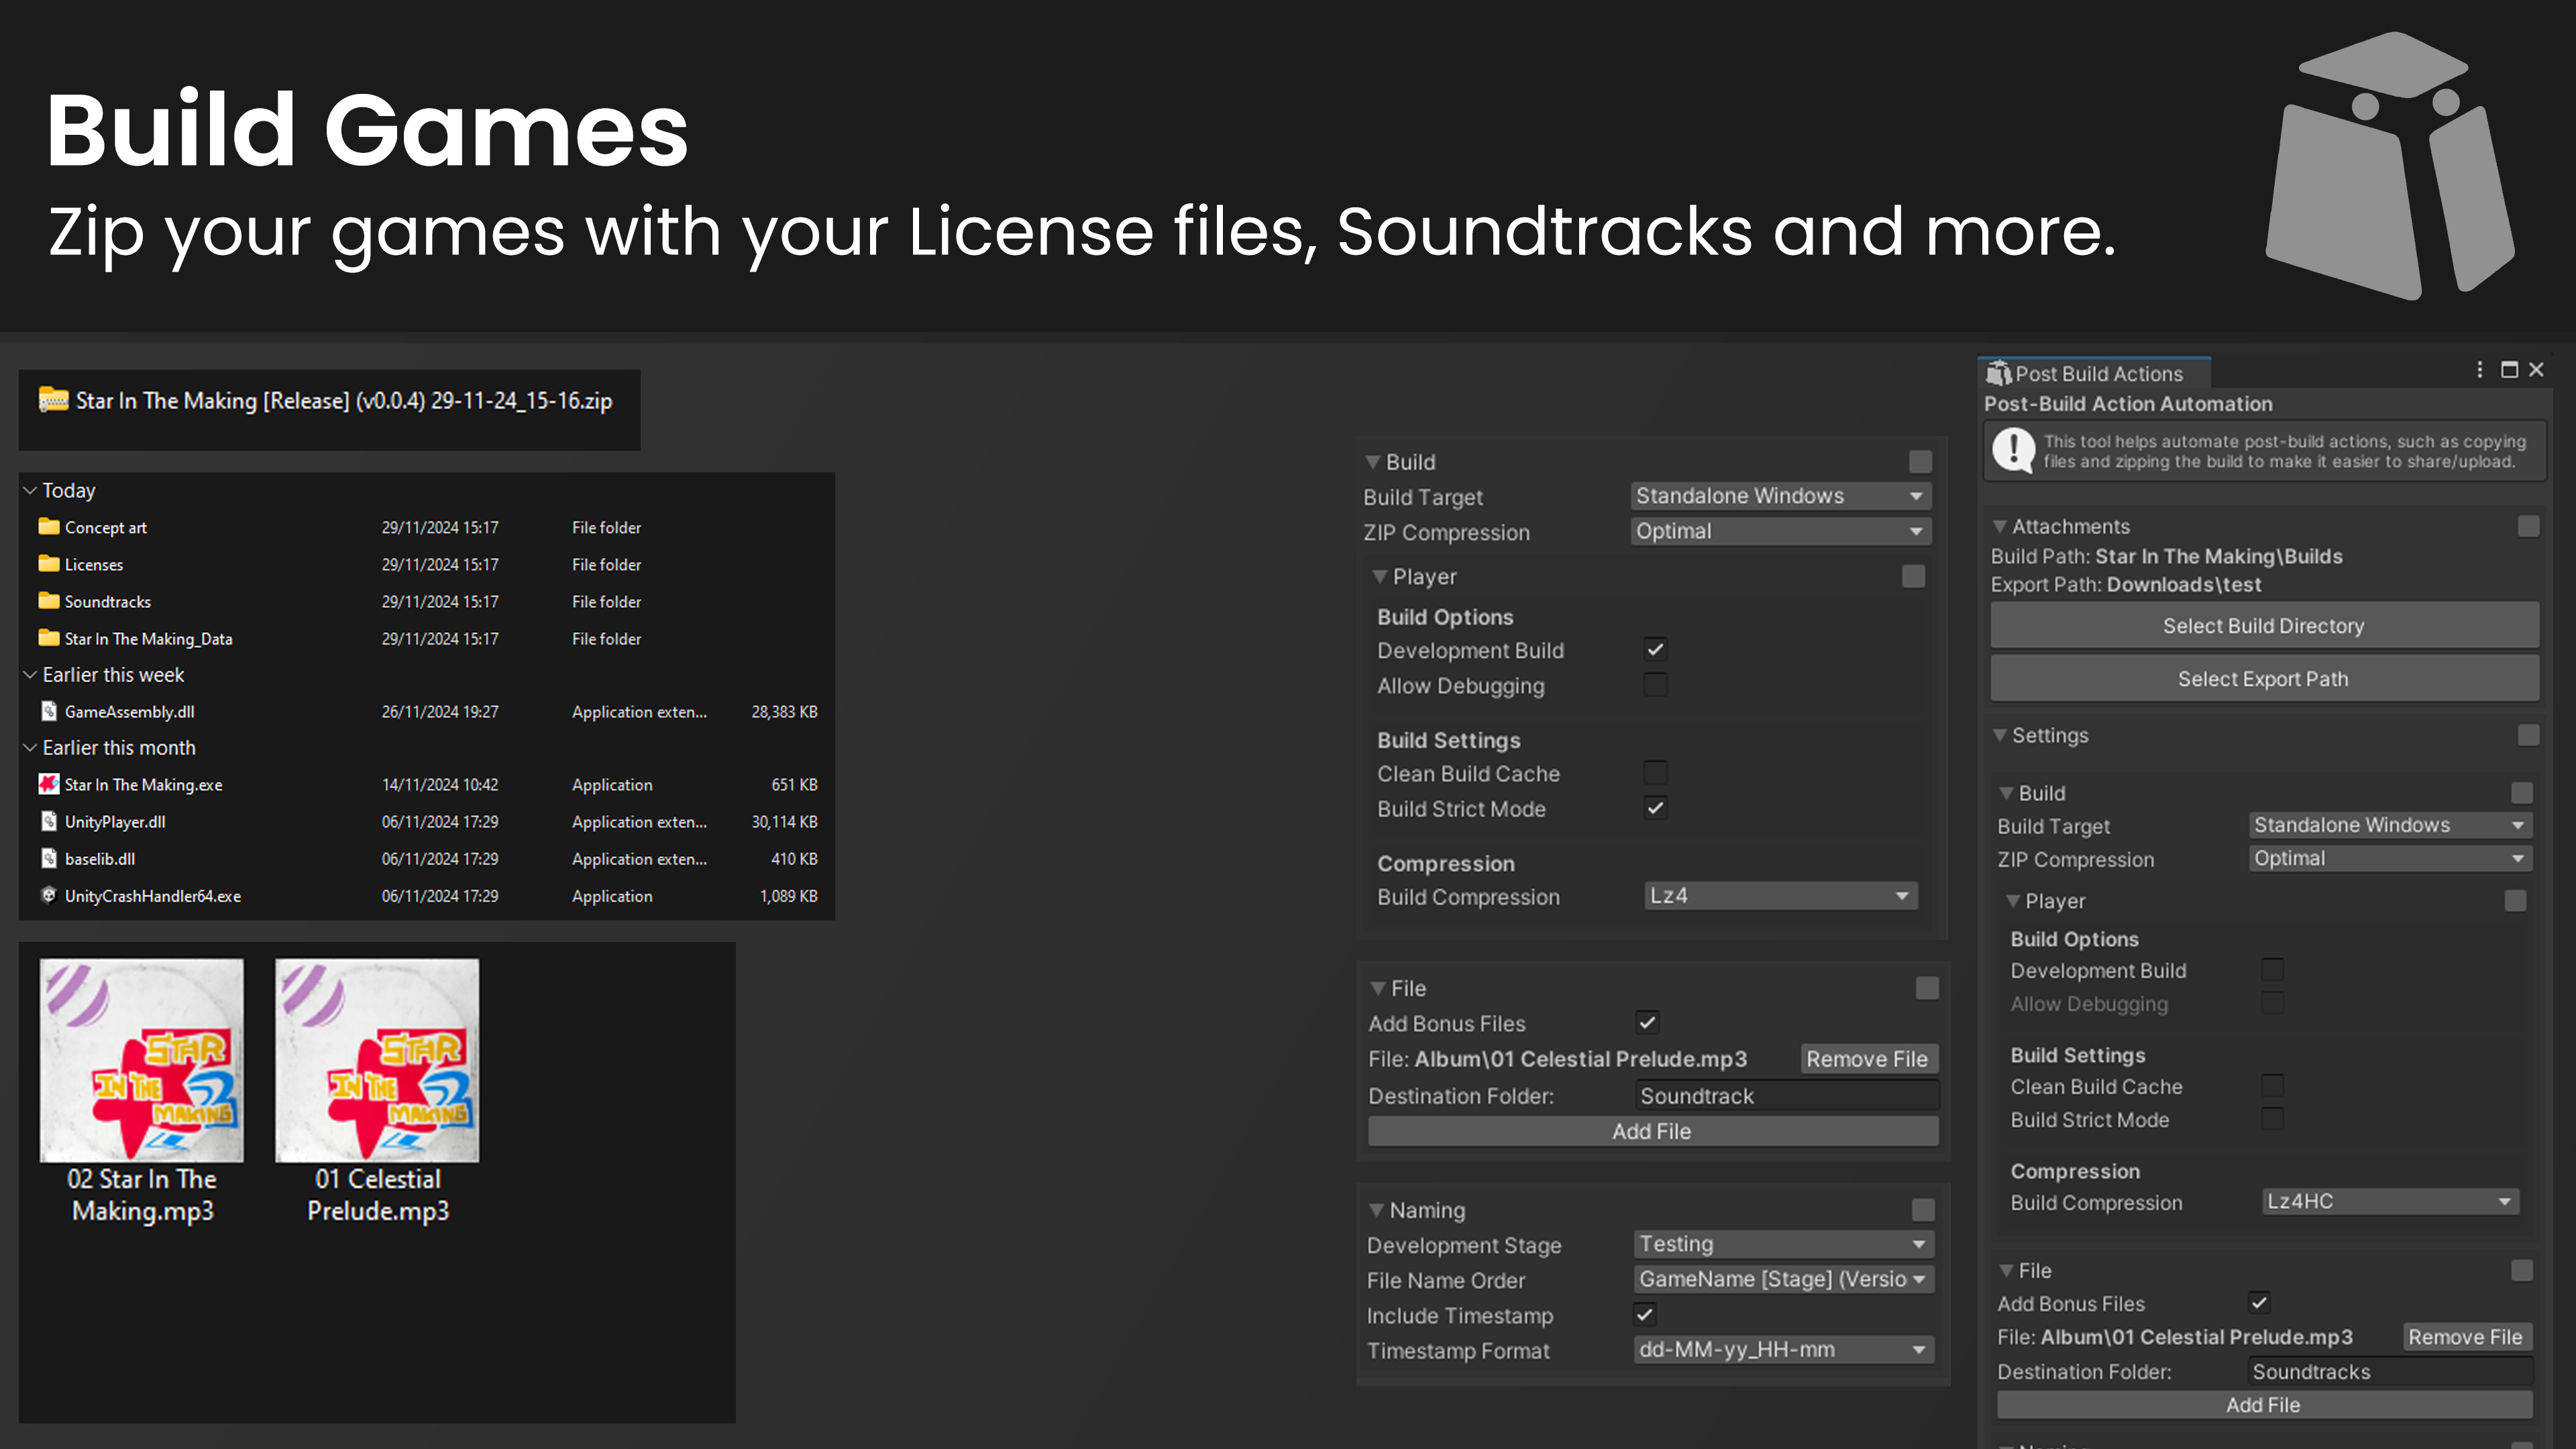 Build Games
Zip your games with your License files, Soundtracks and more.
Star In The Making [Release] (v0.0.4) 29-11-24_15-16.zip
Today
Concept art 29/11/2024 15:17 File folder
Licenses 29/11/2024 15:17 File folder
Soundtracks 29/11/2024 15:17 File folder
Star In The Making_Data 29/11/2024 15:17 File folder
Earlier this week
GameAssembly.dll 26/11/2024 19:27 Application exten... 28,383 KB
Earlier this month
Star In The Making.exe 14/11/2024 10:42 Application 651 KB
UnityPlayer.dll 06/11/2024 17:29 Application exten... 30,114 KB
baselib.dll 06/11/2024 17:29 Application exten... 410 KB
UnityCrashHandler64.exe 06/11/2024 17:29 Application 1,089 KB
STAR
IN THE
MAKING
02 Star In The
Making.mp3
STAR
IN THE
MAKING
01 Celestial
Prelude.mp3
Build
Build Target Standalone Windows
ZIP Compression Optimal
Player
Build Options
Development Build
Allow Debugging
Build Settings
Clean Build Cache
Build Strict Mode
Compression
Build Compression Lz4
File
Add Bonus Files
File: Album\01 Celestial Prelude.mp3 Remove File
Destination Folder: Soundtrack
Add File
Naming
Development Stage Testing
File Name Order GameName [Stage] (Versio
Include Timestamp
Timestamp Format dd-MM-yy_HH-mm
Post Build Actions
Post-Build Action Automation
This tool helps automate post-build actions, such as copying
files and zipping the build to make it easier to share/upload.
Attachments
Build Path: Star In The Making\Builds
Export Path: Downloads\test
Select Build Directory
Select Export Path
Settings
Build
Build Target Standalone Windows
ZIP Compression Optimal
Player
Build Options
Development Build
Allow Debugging
Build Settings
Clean Build Cache
Build Strict Mode
Compression
Build Compression Lz4HC
File
Add Bonus Files
File: Album\01 Celestial Prelude.mp3 Remove File
Destination Folder: Soundtracks
Add File